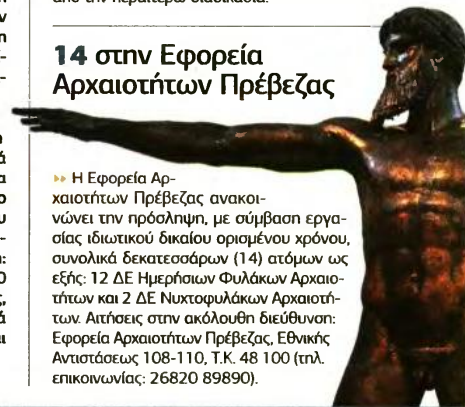 από την περαιτέρω διαδικασία.
14 στην Εφορεία
Αρχαιοτήτων Πρέβεζας
»» Η Εφορεία Αρ-
χαιοτήτων Πρέβεζας ανακοι-
νώνει την πρόσληψη, με σύμβαση εργα-
σίας ιδιωτικού δικαίου ορισμένου χρόνου,
συνολικά δεκατεσσάρων (14) ατόμων ως
εξής: 12 ΔΕ Ημερήσιων Φυλάκων Αρχαιο-
τήτων και 2 ΔΕ Νυχτοφυλάκων Αρχαιοτή-
των. Αιτήσεις στην ακόλουθη διεύθυνση:
Εφορεία Αρχαιοτήτων Πρέβεζας, Εθνικής
Αντιστάσεως 108-110, Τ.Κ. 48 100 (τηλ.
επικοινωνίας: 26820 89890).